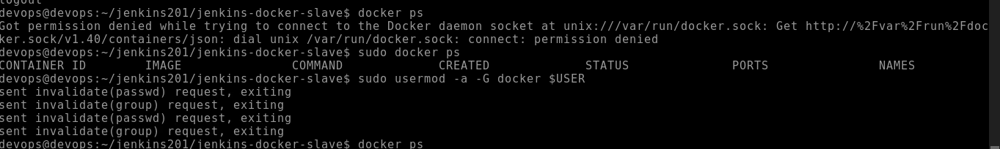 logout
devops@devops:~/jenkins201/jenkins-docker-slave$ docker ps
Got permission denied while trying to connect to the Docker daemon socket at unix:///var/run/docker.sock: Get http://%2Fvar%2Frun%2Fdoc
ker.sock/v1.40/containers/json: dial unix /var/run/docker.sock: connect: permission denied
devops@devops:~/jenkins201/jenkins-docker-slave$ sudo docker ps
CONTAINER ID        IMAGE               COMMAND             CREATED             STATUS              PORTS               NAMES
devops@devops:~/jenkins201/jenkins-docker-slave$ sudo usermod -a -G docker $USER
sent invalidate(passwd) request, exiting
sent invalidate(group) request, exiting
sent invalidate(passwd) request, exiting
sent invalidate(group) request, exiting
devops@devops:~/jenkins201/jenkins-docker-slave$ docker ps